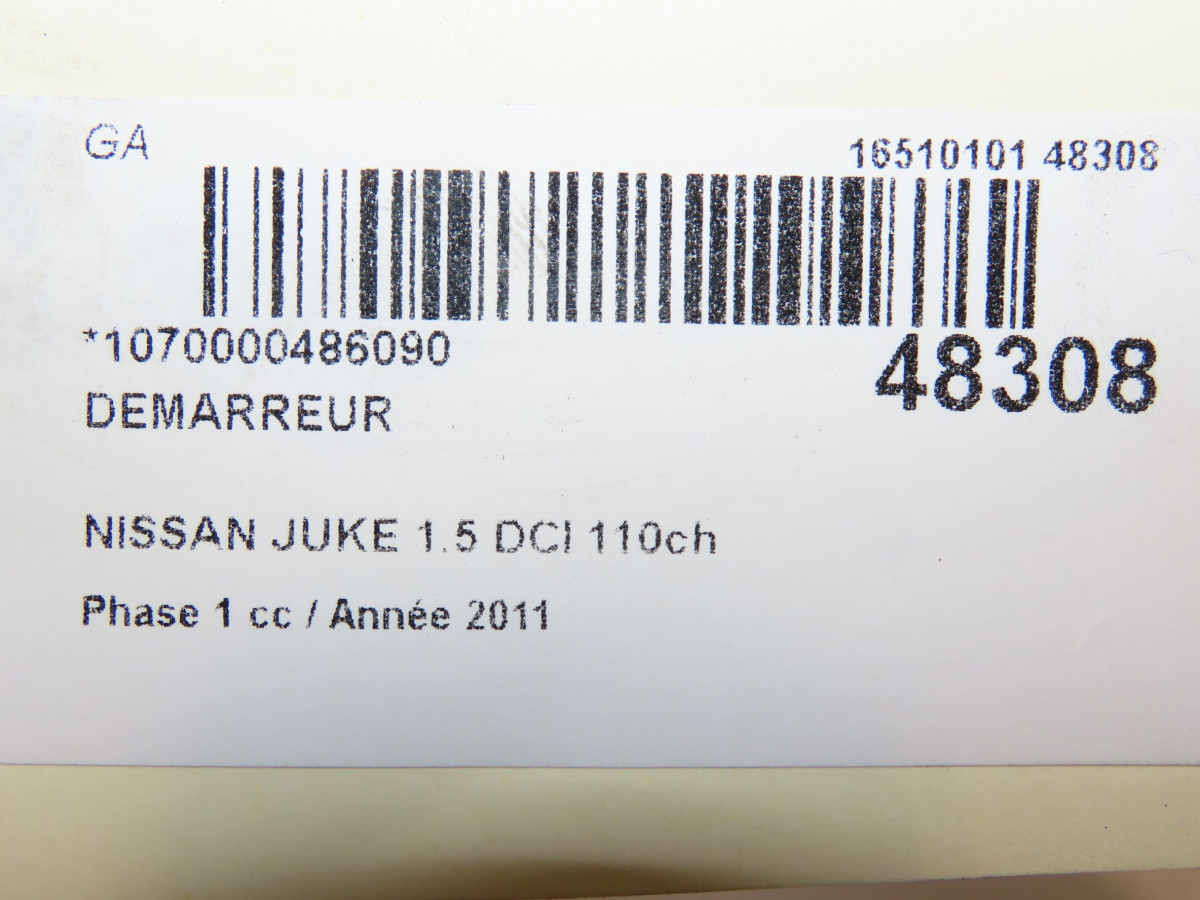 GA
16510101 48308
*1070000486090
48308
DEMARREUR
NISSAN JUKE 1.5 DCI 110ch
Phase 1 cc / Année 2011